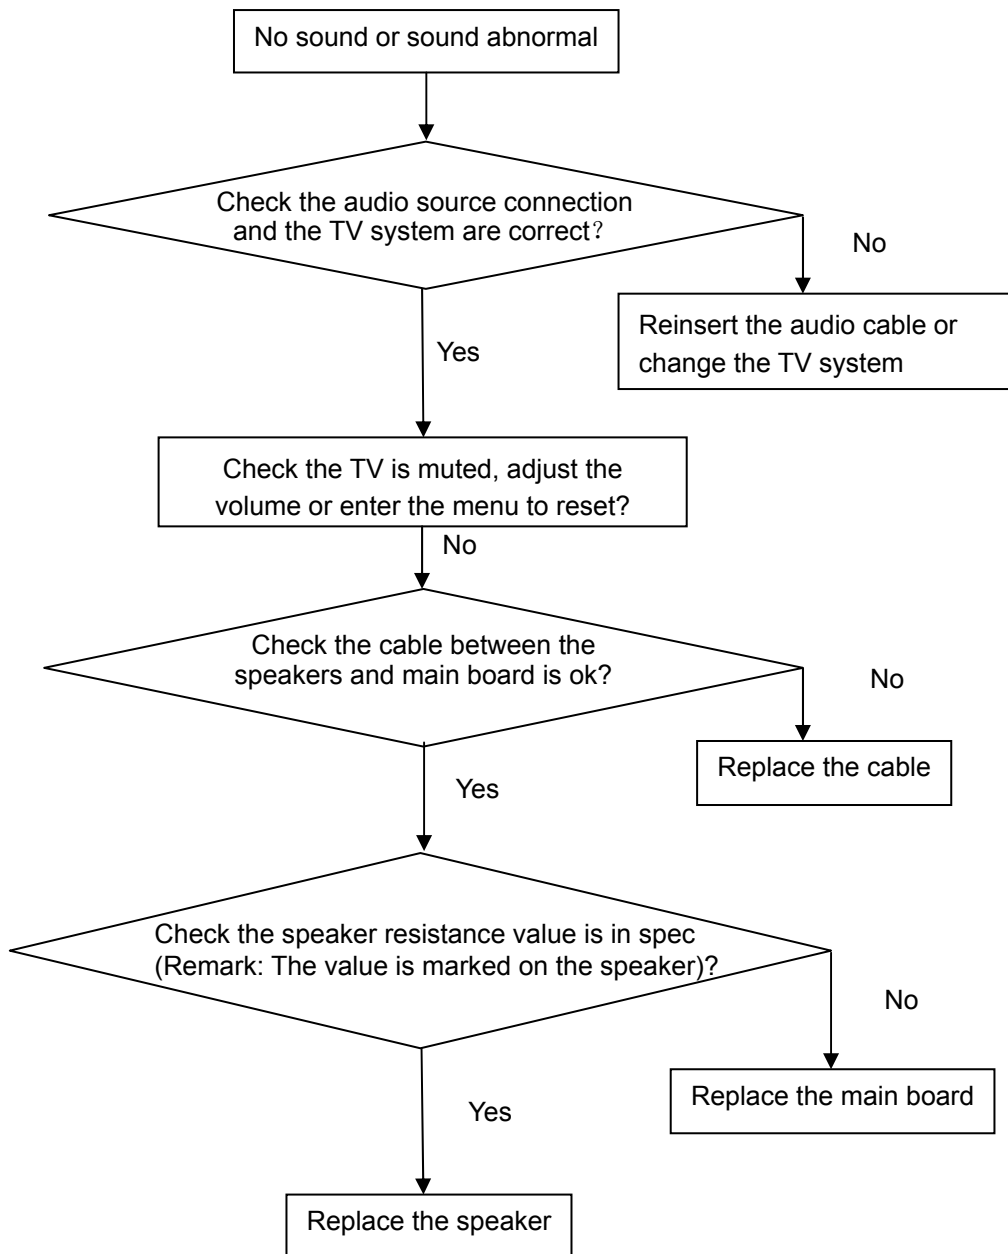 No sound or sound abnormal
Check the audio source connection
and the TV system are correct？
No
Reinsert the audio cable or
change the TV system
Yes
Check the TV is muted, adjust the
volume or enter the menu to reset?
No
Check the cable between the
speakers and main board is ok?
No
Replace the cable
Yes
Check the speaker resistance value is in spec
(Remark: The value is marked on the speaker)?
No
Replace the main board
Yes
Replace the speaker